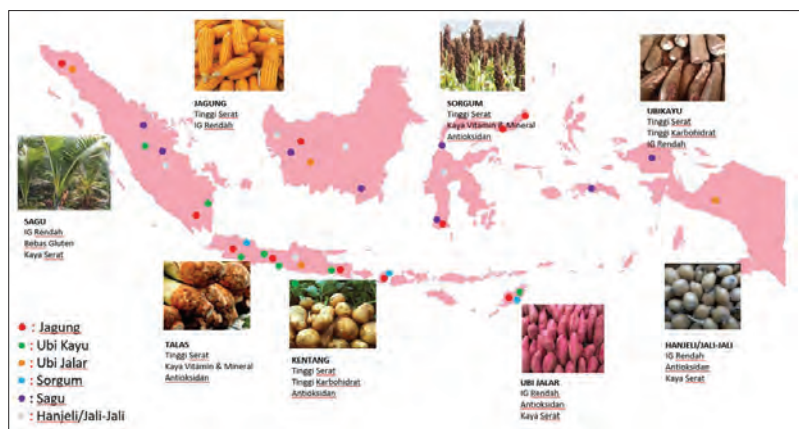 JAGUNG
Tinggi Serat
IG Rendah
SORGUM
Tinggi Serat
Kaya Vitamin & Mineral
Antioksidan
UBIKAYU
Tinggi Serat
Tinggi Karbohidrat
IG Rendah
SAGU
IG Rendah
Bebas Gluten
Kaya Serat
TALAS
Tinggi Serat
Kaya Vitamin & Mineral
Antioksidan
KENTANG
Tinggi Serat
Tinggi Karbohidrat
Antioksidan
UBI JALAR
IG Rendah
Antioksidan
Kaya Serat
HANJELI/JALI-JALI
IG Rendah
Antioksidan
Kaya Serat
: Jagung
: Ubi Kayu
: Ubi Jalar
: Sorgum
: Sagu
: Hanjeli/Jali-Jali